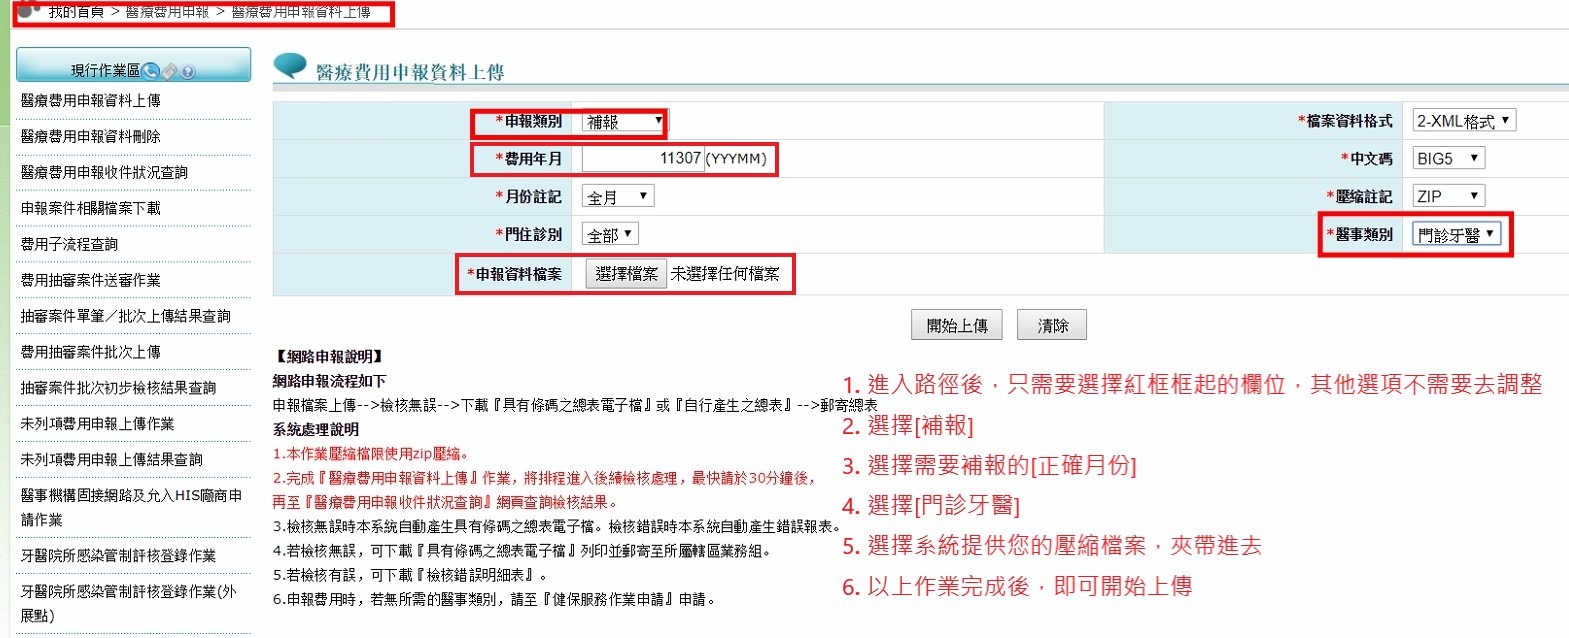 我的首頁 > 醫療費用申報 > 醫療費用申報資料上傳
現行作業區
醫療費用申報資料上傳
醫療費用申報資料刪除
醫療費用申報收件狀況查詢
申報案件相關檔案下載
費用子流程查詢
費用抽審案件送審作業
抽審案件單筆／批次上傳結果查詢
費用抽審案件批次上傳
抽審案件批次初步檢核結果查詢
未列項費用申報上傳作業
未列項費用申報上傳結果查詢
醫事機構固接網路及允入HIS廠商申
請作業
牙醫院所感染管制評核登錄作業
牙醫院所感染管制評核登錄作業(外
展點)
醫療費用申報資料上傳
*申報類別 補報
*檔案資料格式 2-XML格式
*費用年月 11307(YYYMM)
*中文碼 BIG5
*月份註記 全月
*壓縮註記 ZIP
*門住診別 全部
*醫事類別 門診牙醫
*申報資料檔案 選擇檔案 未選擇任何檔案
開始上傳 清除
【網路申報說明】
網路申報流程如下
申報檔案上傳-->檢核無誤-->下載『具有條碼之總表電子檔』或『自行產生之總表』-->郵寄總表
系統處理說明
1.本作業壓縮檔限使用zip壓縮。
2.完成『醫療費用申報資料上傳』作業，將排程進入後續檢核處理，最快請於30分鐘後，
再至『醫療費用申報收件狀況查詢』網頁查詢檢核結果。
3.檢核無誤時本系統自動產生具有條碼之總表電子檔。檢核錯誤時本系統自動產生錯誤報表。
4.若檢核無誤，可下載『具有條碼之總表電子檔』列印並郵寄至所屬轄區業務組。
5.若檢核有誤，可下載『檢核錯誤明細表』。
6.申報費用時，若無所需的醫事類別，請至『健保服務作業申請』申請。
1. 進入路徑後，只需要選擇紅框框起的欄位，其他選項不需要去調整
2. 選擇[補報]
3. 選擇需要補報的[正確月份]
4. 選擇[門診牙醫]
5. 選擇系統提供您的壓縮檔案，夾帶進去
6. 以上作業完成後，即可開始上傳